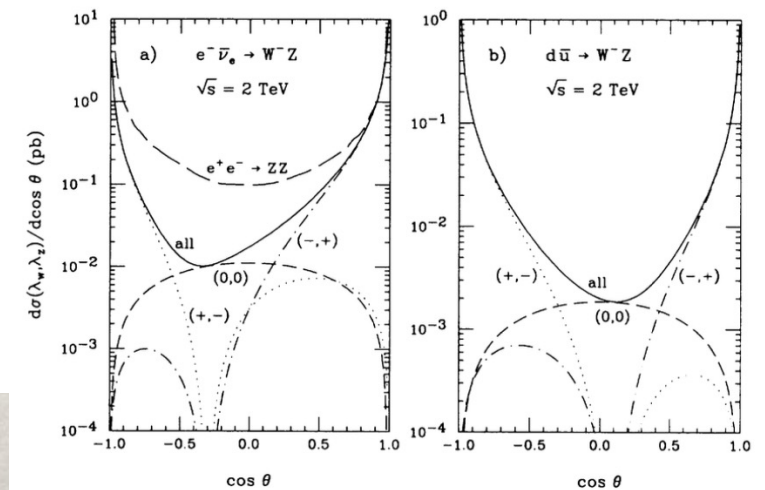 dσ(λ_w,λ_z)/dcos θ (pb)
10¹
10⁰
10⁻¹
10⁻²
10⁻³
10⁻⁴
a) e⁻ ν̄ₑ → W⁻Z
√s = 2 TeV
e⁺e⁻ → ZZ
all
(−,+)
(0,0)
(+,−)
−1.0 −0.5 0.0 0.5 1.0
cos θ
10⁰
10⁻¹
10⁻²
10⁻³
10⁻⁴
b) dū → W⁻Z
√s = 2 TeV
(+,−)
all
(−,+)
(0,0)
−1.0 −0.5 0.0 0.5 1.0
cos θ